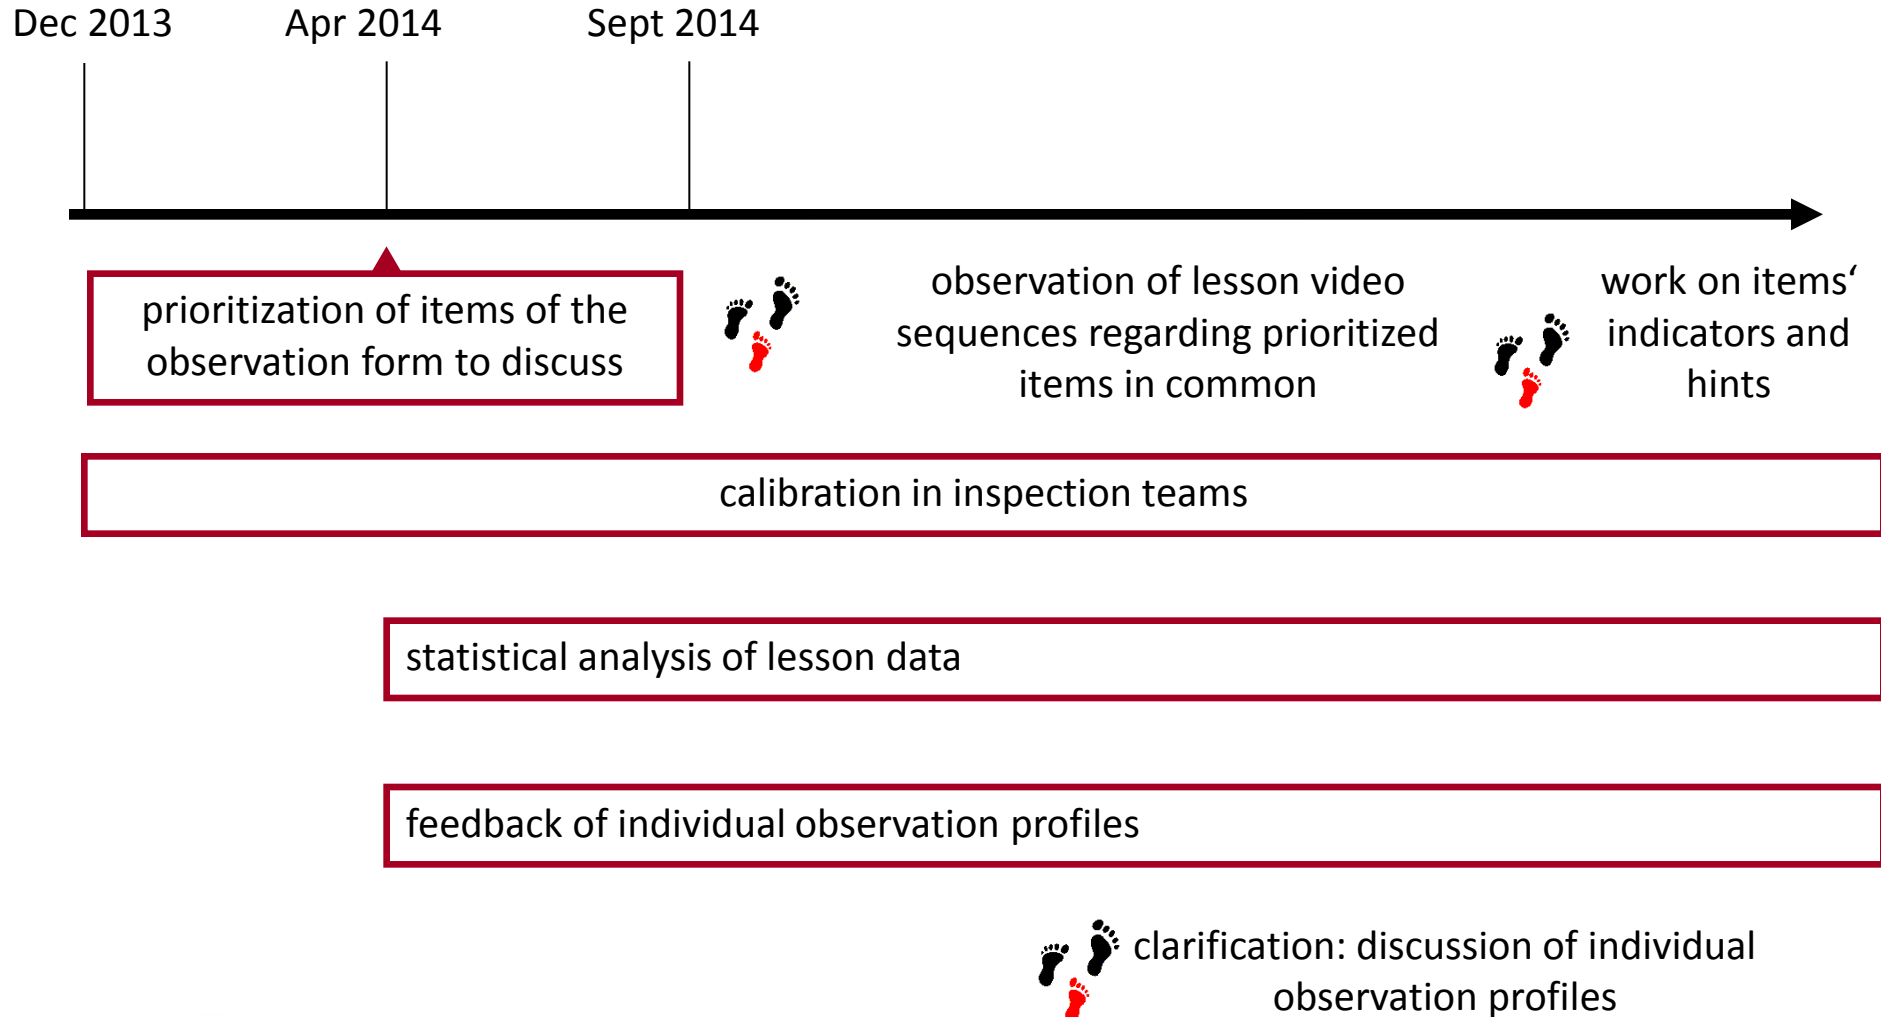 Dec 2013
Apr 2014
Sept 2014
prioritization of items of the
observation form to discuss
observation of lesson video
sequences regarding prioritized
items in common
work on items‘
indicators and
hints
calibration in inspection teams
statistical analysis of lesson data
feedback of individual observation profiles
clarification: discussion of individual
observation profiles